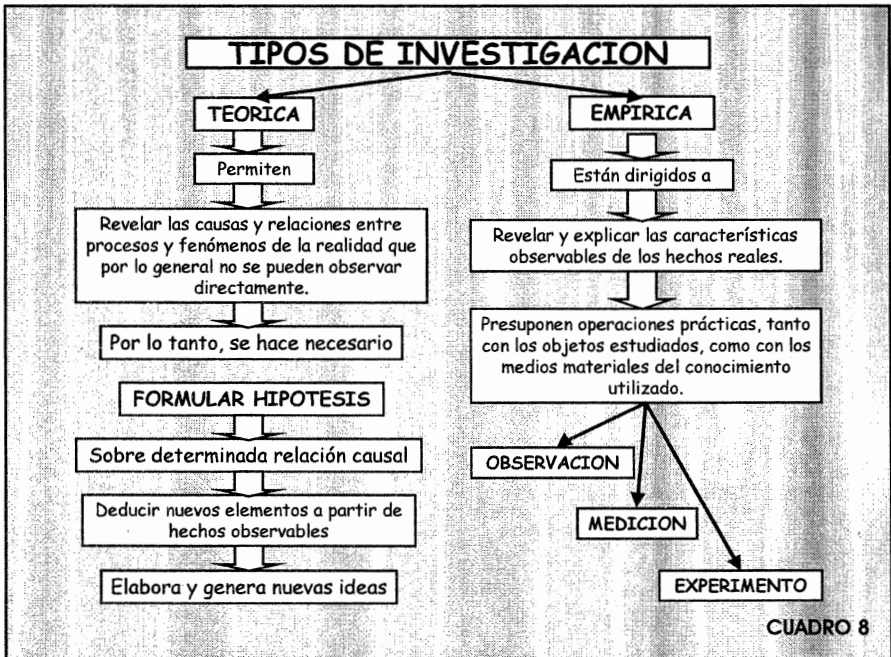 TIPOS DE INVESTIGACION
TEORICA
Permiten
Revelar las causas y relaciones entre
procesos y fenómenos de la realidad que
por lo general no se pueden observar
directamente.
Por lo tanto, se hace necesario
FORMULAR HIPOTESIS
Sobre determinada relación causal
Deducir nuevos elementos a partir de
hechos observables
Elabora y genera nuevas ideas
EMPIRICA
Están dirigidos a
Revelar y explicar las características
observables de los hechos reales.
Presuponen operaciones prácticas, tanto
con los objetos estudiados, como con los
medios materiales del conocimiento
utilizado.
OBSERVACION
MEDICION
EXPERIMENTO
CUADRO 8